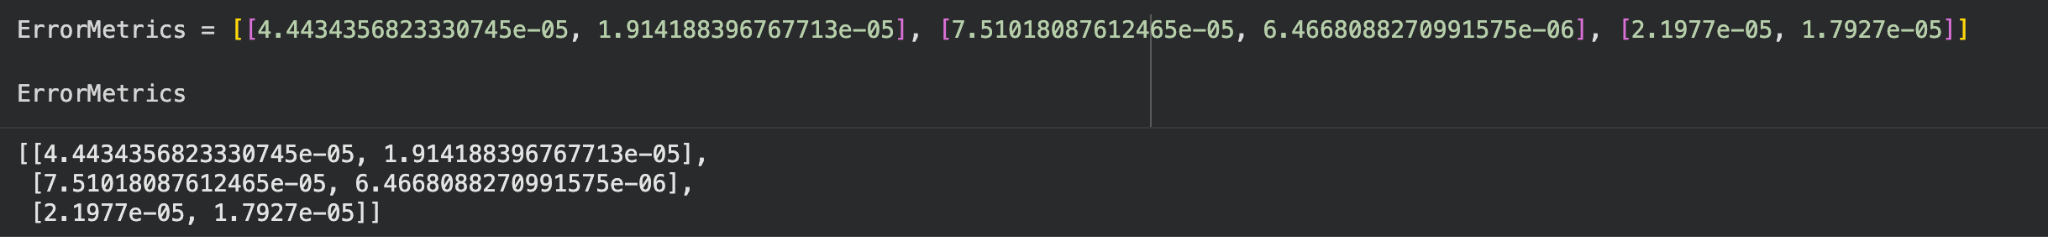 ErrorMetrics = [[4.4434356823330745e-05, 1.914188396767713e-05], [7.51018087612465e-05, 6.4668088270991575e-06], [2.1977e-05, 1.7927e-05]]
ErrorMetrics
[[4.4434356823330745e-05, 1.914188396767713e-05],
[7.51018087612465e-05, 6.4668088270991575e-06],
[2.1977e-05, 1.7927e-05]]